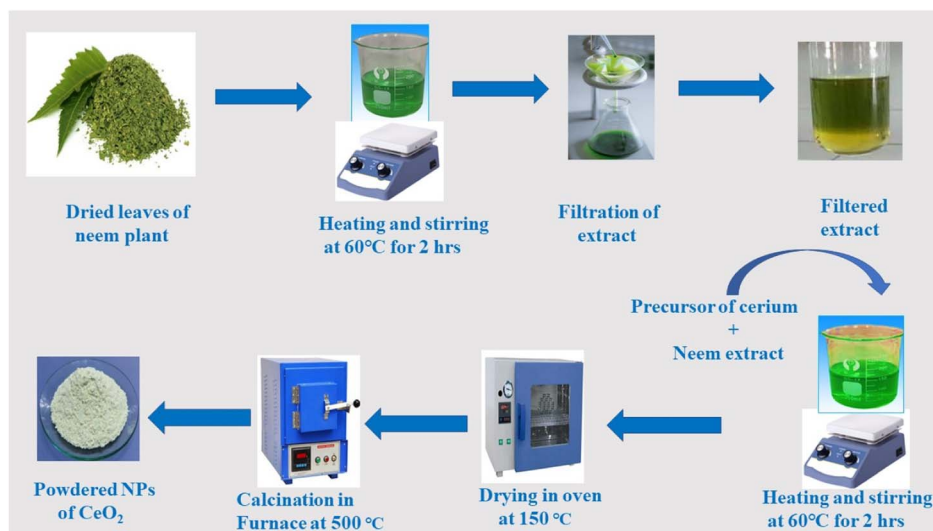 Dried leaves of
neem plant
Heating and stirring
at 60°C for 2 hrs
Filtration of
extract
Filtered
extract
Precursor of cerium
+
Neem extract
Heating and stirring
at 60°C for 2 hrs
Drying in oven
at 150 °C
Calcination in
Furnace at 500 °C
Powdered NPs
of CeO₂